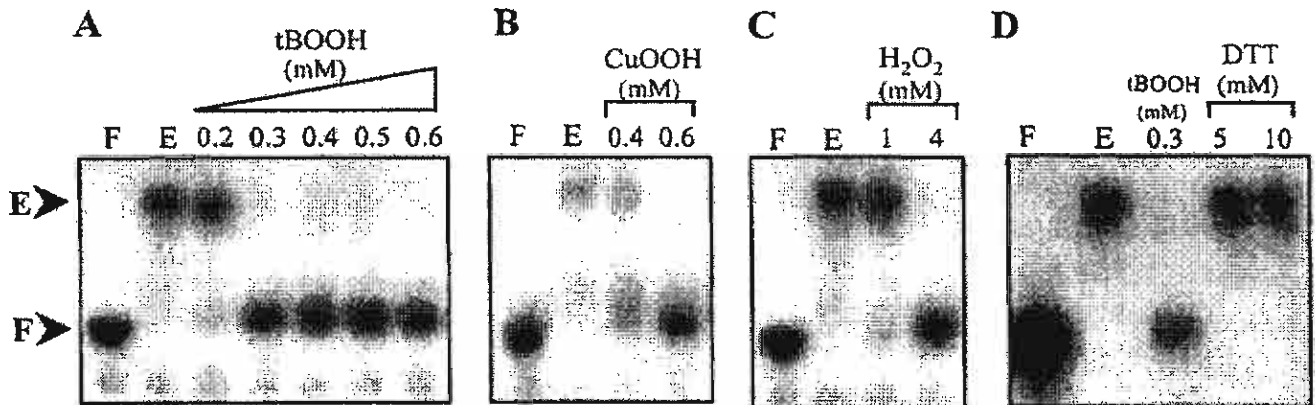 A
tBOOH
(mM)
F E 0.2 0.3 0.4 0.5 0.6
B
CuOOH
(mM)
F E 0.4 0.6
C
H₂O₂
(mM)
F E 1 4
D
tBOOH
(mM)
DTT
(mM)
F E 0.3 5 10
E
F